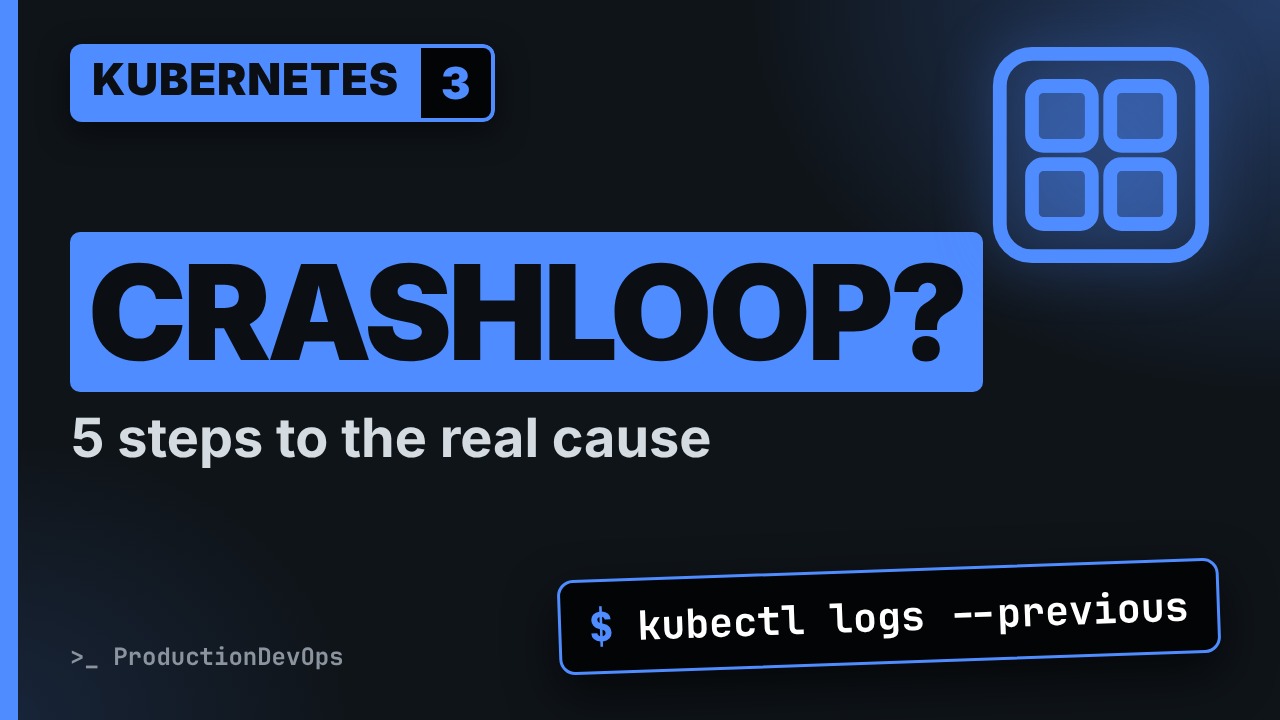 KUBERNETES 3
CRASHLOOP?
5 steps to the real cause
$ kubectl logs --previous
>_ ProductionDevOps